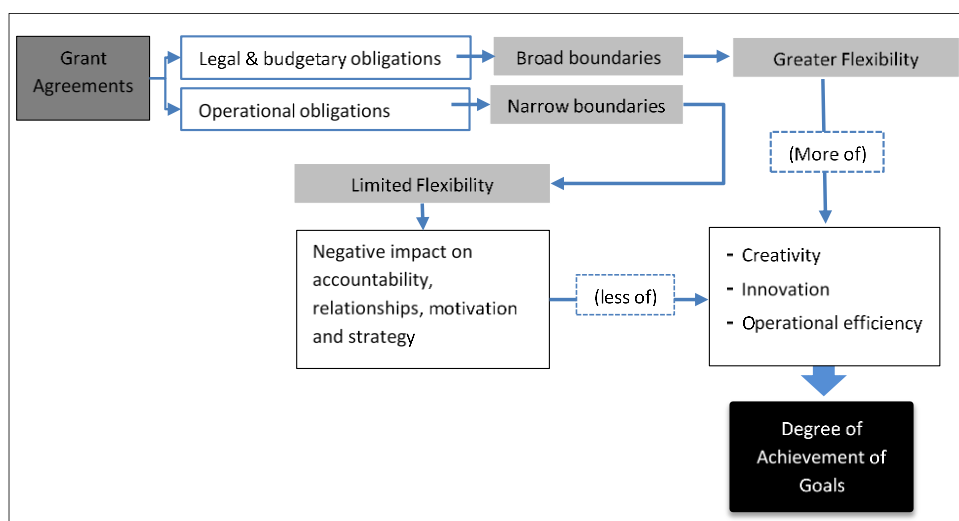 Grant
Agreements
Legal & budgetary obligations
Broad boundaries
Greater Flexibility
Operational obligations
Narrow boundaries
(More of)
Limited Flexibility
Negative impact on
accountability,
relationships, motivation
and strategy
(less of)
- Creativity
- Innovation
- Operational efficiency
Degree of
Achievement of
Goals